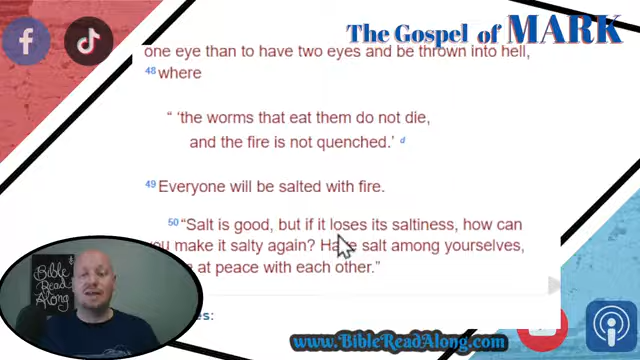 The Gospel of MARK
one eye than to have two eyes and be thrown into hell,
48 where
“ ‘the worms that eat them do not die,
and the fire is not quenched.’ d
49 Everyone will be salted with fire.
50 “Salt is good, but if it loses its saltiness, how can
you make it salty again? Have salt among yourselves,
at peace with each other.”
Bible
Read
Along
www.BibleReadAlong.com